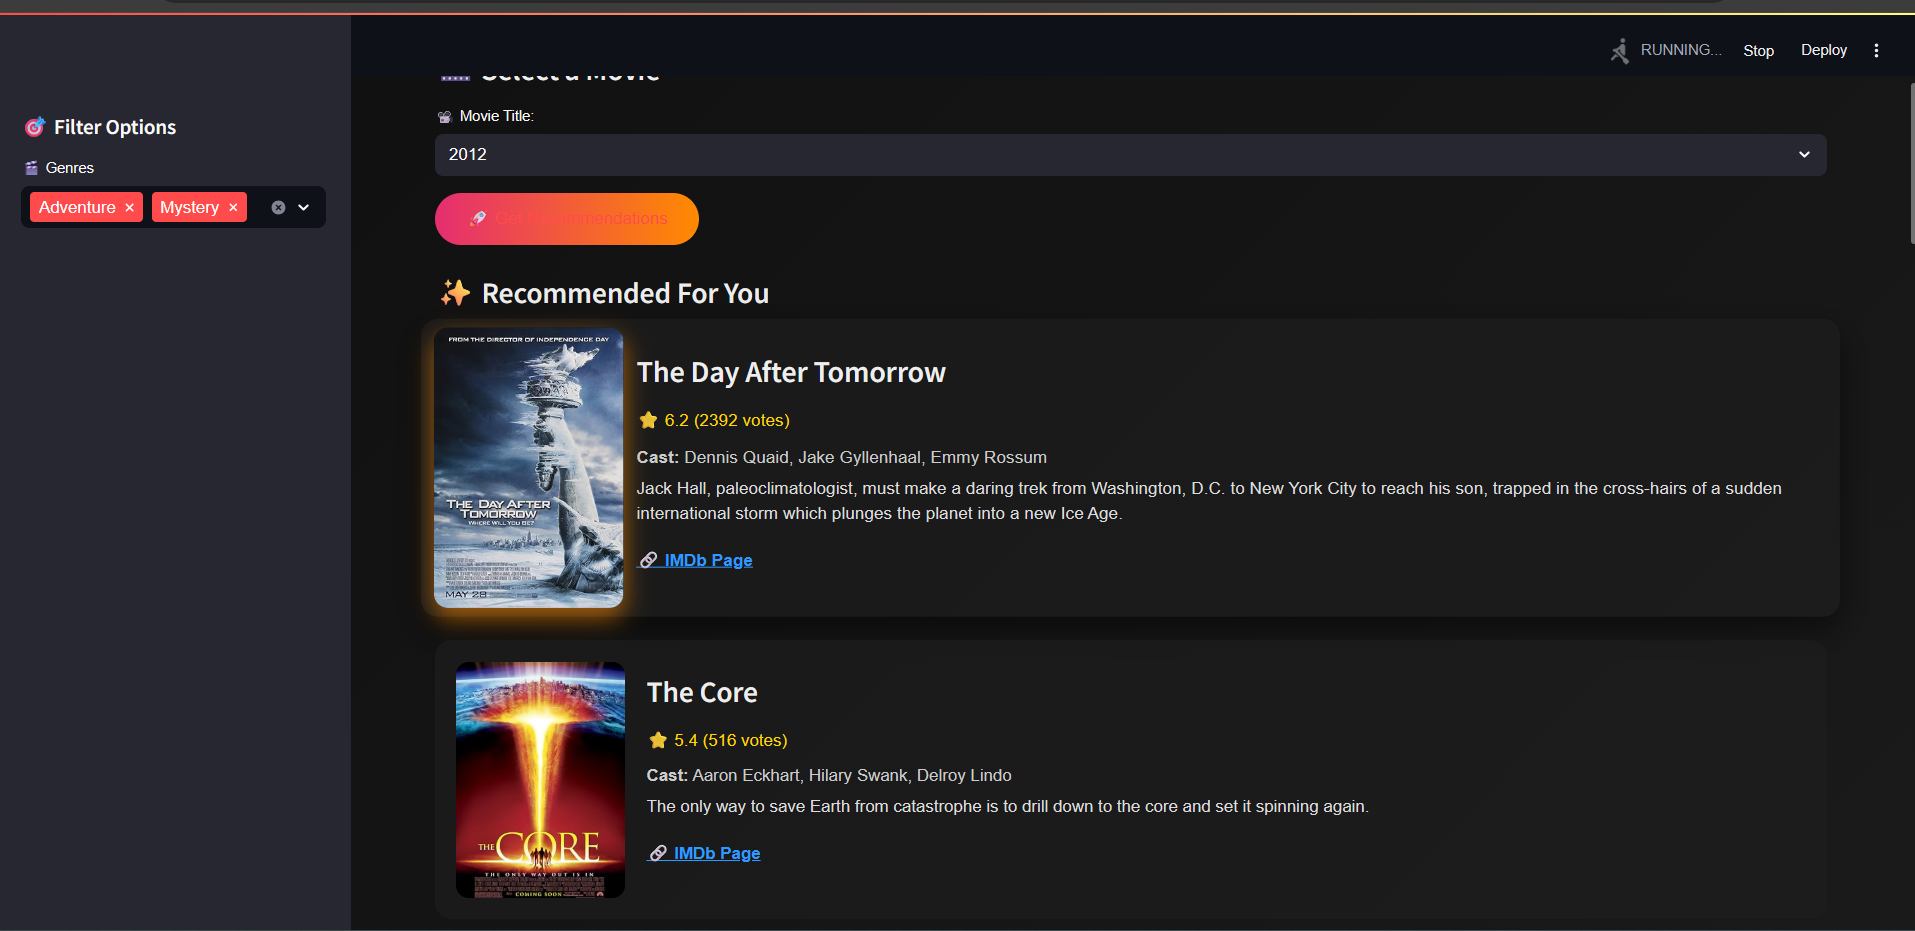 RUNNING...
Stop
Deploy
Filter Options
Genres
Adventure ×
Mystery ×
Select a Movie
Movie Title:
2012
Get Recommendations
Recommended For You
FROM THE DIRECTOR OF INDEPENDENCE DAY
THE DAY AFTER
TOMORROW
WHERE WILL YOU BE?
MAY 28
The Day After Tomorrow
6.2 (2392 votes)
Cast: Dennis Quaid, Jake Gyllenhaal, Emmy Rossum
Jack Hall, paleoclimatologist, must make a daring trek from Washington, D.C. to New York City to reach his son, trapped in the cross-hairs of a sudden
international storm which plunges the planet into a new Ice Age.
IMDb Page
THE CORE
THE ONLY WAY OUT IS IN
COMING SOON
The Core
5.4 (516 votes)
Cast: Aaron Eckhart, Hilary Swank, Delroy Lindo
The only way to save Earth from catastrophe is to drill down to the core and set it spinning again.
IMDb Page